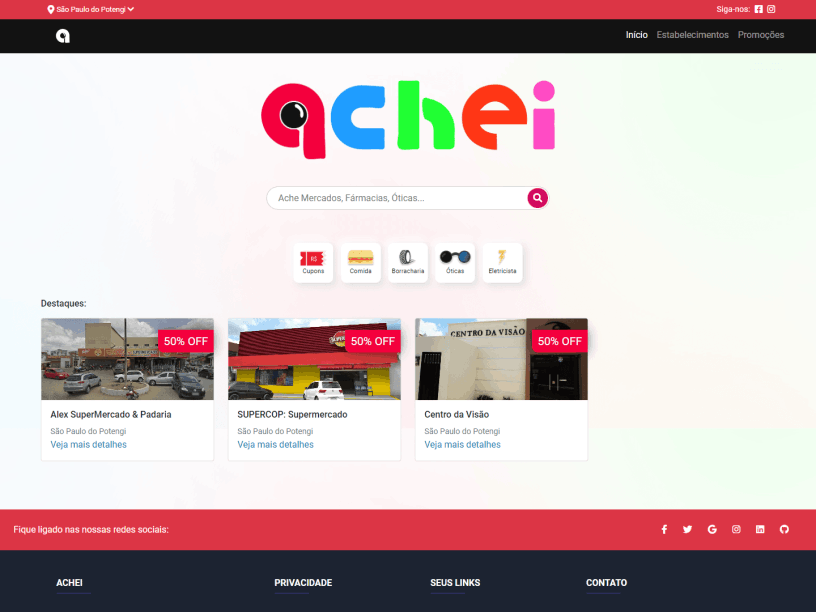 São Paulo do Potengi
Siga-nos:
Início Estabelecimentos Promoções
achei
Ache Mercados, Fármacias, Óticas...
Cupons Comida Borracharia Óticas Eletricista
Destaques:
50% OFF 50% OFF 50% OFF
CENTRO DA VISÃO
Alex SuperMercado & Padaria SUPERCOP: Supermercado Centro da Visão
São Paulo do Potengi São Paulo do Potengi São Paulo do Potengi
Veja mais detalhes Veja mais detalhes Veja mais detalhes
Fique ligado nas nossas redes sociais:
ACHEI PRIVACIDADE SEUS LINKS CONTATO